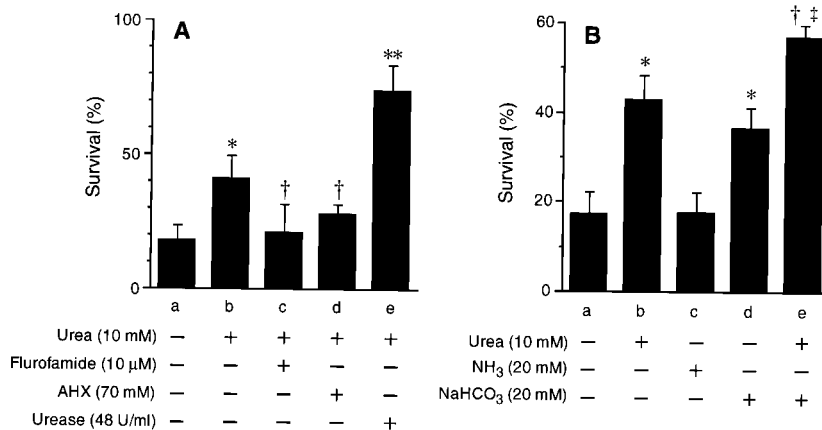 A
Survival (%)
100
50
0
*
†
†
**
a b c d e
Urea (10 mM) – + + + +
Flurofamide (10 µM) – – + – –
AHX (70 mM) – – – + –
Urease (48 U/ml) – – – – +
B
Survival (%)
60
40
20
0
*
*
† ‡
a b c d e
Urea (10 mM) – + – – +
NH3 (20 mM) – – + – –
NaHCO3 (20 mM) – – – + +